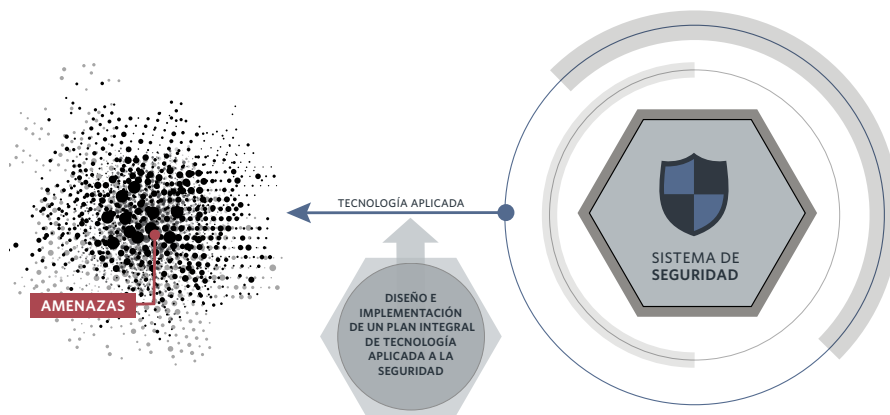 TECNOLOGÍA APLICADA
SISTEMA DE
SEGURIDAD
AMENAZAS
DISEÑO E
IMPLEMENTACIÓN
DE UN PLAN INTEGRAL
DE TECNOLOGÍA
APLICADA A LA
SEGURIDAD